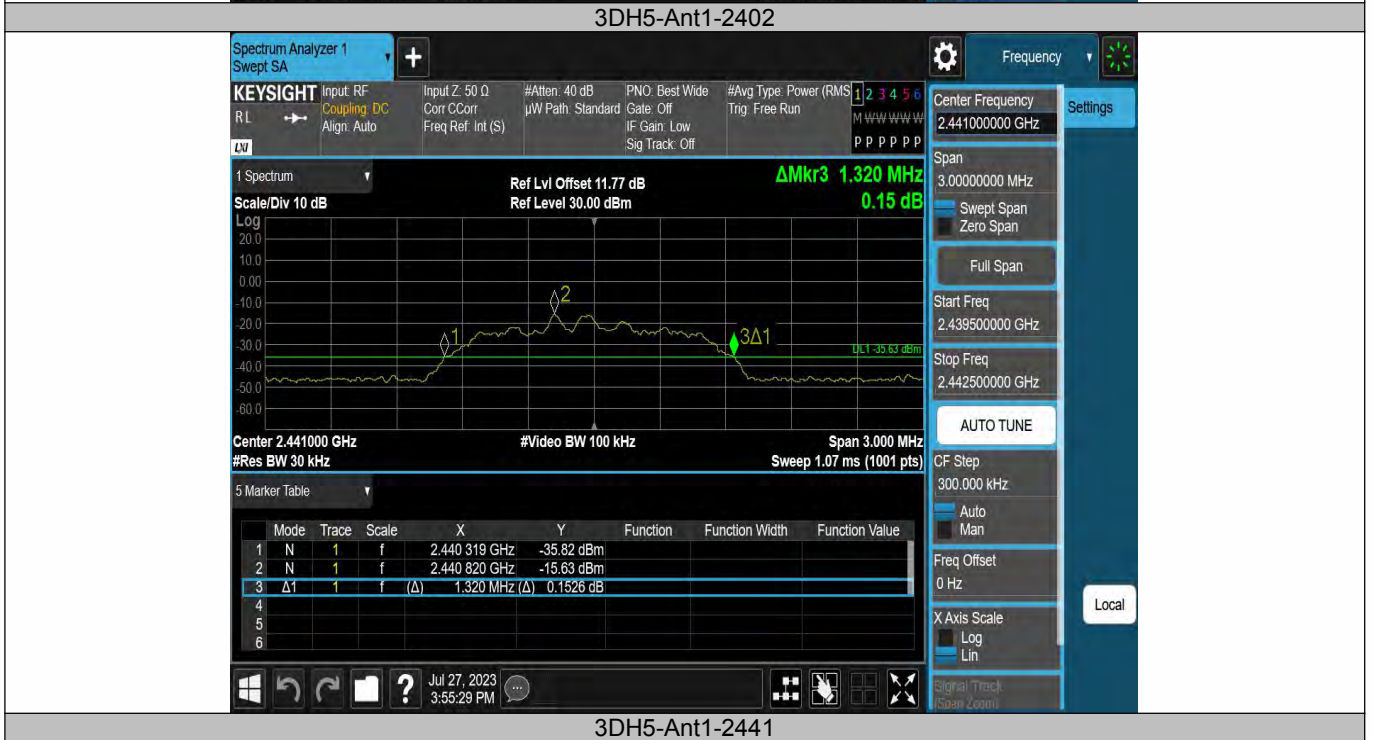 3DH5-Ant1-2402
Spectrum Analyzer 1
Swept SA
+
Frequency
KEYSIGHT
RL
LXI
Input: RF
Coupling: DC
Align: Auto
Input Z: 50 Ω
Corr CCorr
Freq Ref: Int (S)
#Atten: 40 dB
µW Path: Standard
PNO: Best Wide
Gate: Off
IF Gain: Low
Sig Track: Off
#Avg Type: Power (RMS
Trig: Free Run
1 2 3 4 5 6
M W W W W W
P P P P P P
1 Spectrum
Scale/Div 10 dB
Ref Lvl Offset 11.77 dB
Ref Level 30.00 dBm
ΔMkr3 1.320 MHz
0.15 dB
Log
20.0
10.0
0.00
-10.0
-20.0
-30.0
-40.0
-50.0
-60.0
1
2
3Δ1
DL1 -35.63 dBm
Center 2.441000 GHz
#Video BW 100 kHz
Span 3.000 MHz
#Res BW 30 kHz
Sweep 1.07 ms (1001 pts)
5 Marker Table
Mode Trace Scale X Y Function Function Width Function Value
1 N 1 f 2.440 319 GHz -35.82 dBm
2 N 1 f 2.440 820 GHz -15.63 dBm
3 Δ1 1 f (Δ) 1.320 MHz (Δ) 0.1526 dB
4
5
6
?
Jul 27, 2023
3:55:29 PM
Center Frequency
2.441000000 GHz
Settings
Span
3.00000000 MHz
Swept Span
Zero Span
Full Span
Start Freq
2.439500000 GHz
Stop Freq
2.442500000 GHz
AUTO TUNE
CF Step
300.000 kHz
Auto
Man
Freq Offset
0 Hz
X Axis Scale
Log
Lin
Signal Track
(Span Zoom)
Local
3DH5-Ant1-2441